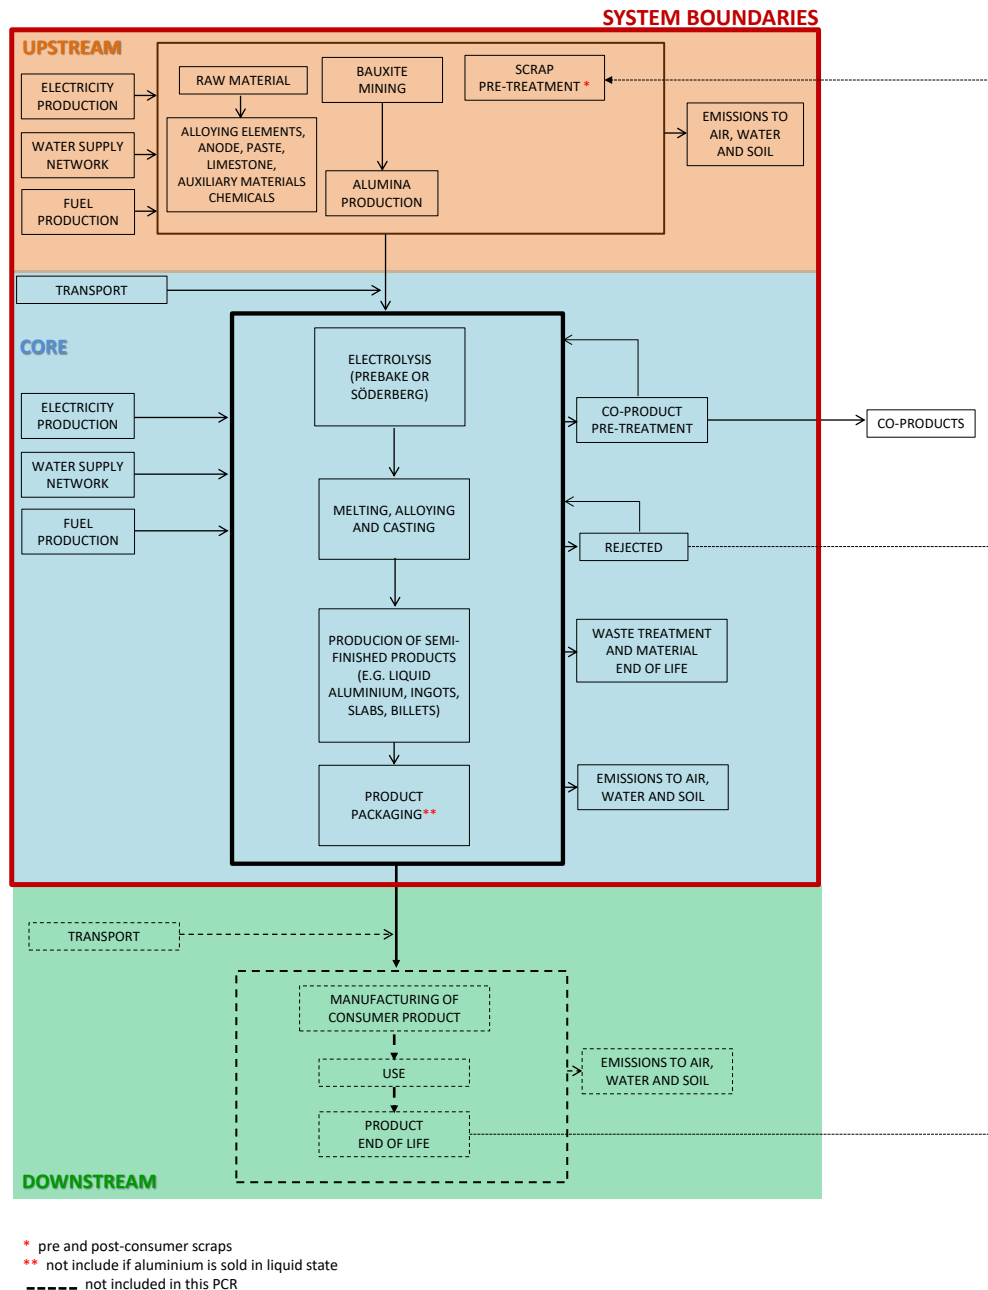 SYSTEM BOUNDARIES
UPSTREAM
ELECTRICITY
PRODUCTION
WATER SUPPLY
NETWORK
FUEL
PRODUCTION
RAW MATERIAL
ALLOYING ELEMENTS,
ANODE, PASTE,
LIMESTONE,
AUXILIARY MATERIALS
CHEMICALS
BAUXITE
MINING
ALUMINA
PRODUCTION
SCRAP
PRE-TREATMENT *
EMISSIONS TO
AIR, WATER
AND SOIL
TRANSPORT
CORE
ELECTRICITY
PRODUCTION
WATER SUPPLY
NETWORK
FUEL
PRODUCTION
ELECTROLYSIS
(PREBAKE OR
SÖDERBERG)
MELTING, ALLOYING
AND CASTING
PRODUCION OF SEMI-
FINISHED PRODUCTS
(E.G. LIQUID
ALUMINIUM, INGOTS,
SLABS, BILLETS)
PRODUCT
PACKAGING**
CO-PRODUCT
PRE-TREATMENT
CO-PRODUCTS
REJECTED
WASTE TREATMENT
AND MATERIAL
END OF LIFE
EMISSIONS TO AIR,
WATER AND SOIL
TRANSPORT
MANUFACTURING OF
CONSUMER PRODUCT
USE
PRODUCT
END OF LIFE
EMISSIONS TO AIR,
WATER AND SOIL
DOWNSTREAM
* pre and post-consumer scraps
** not include if aluminium is sold in liquid state
not included in this PCR